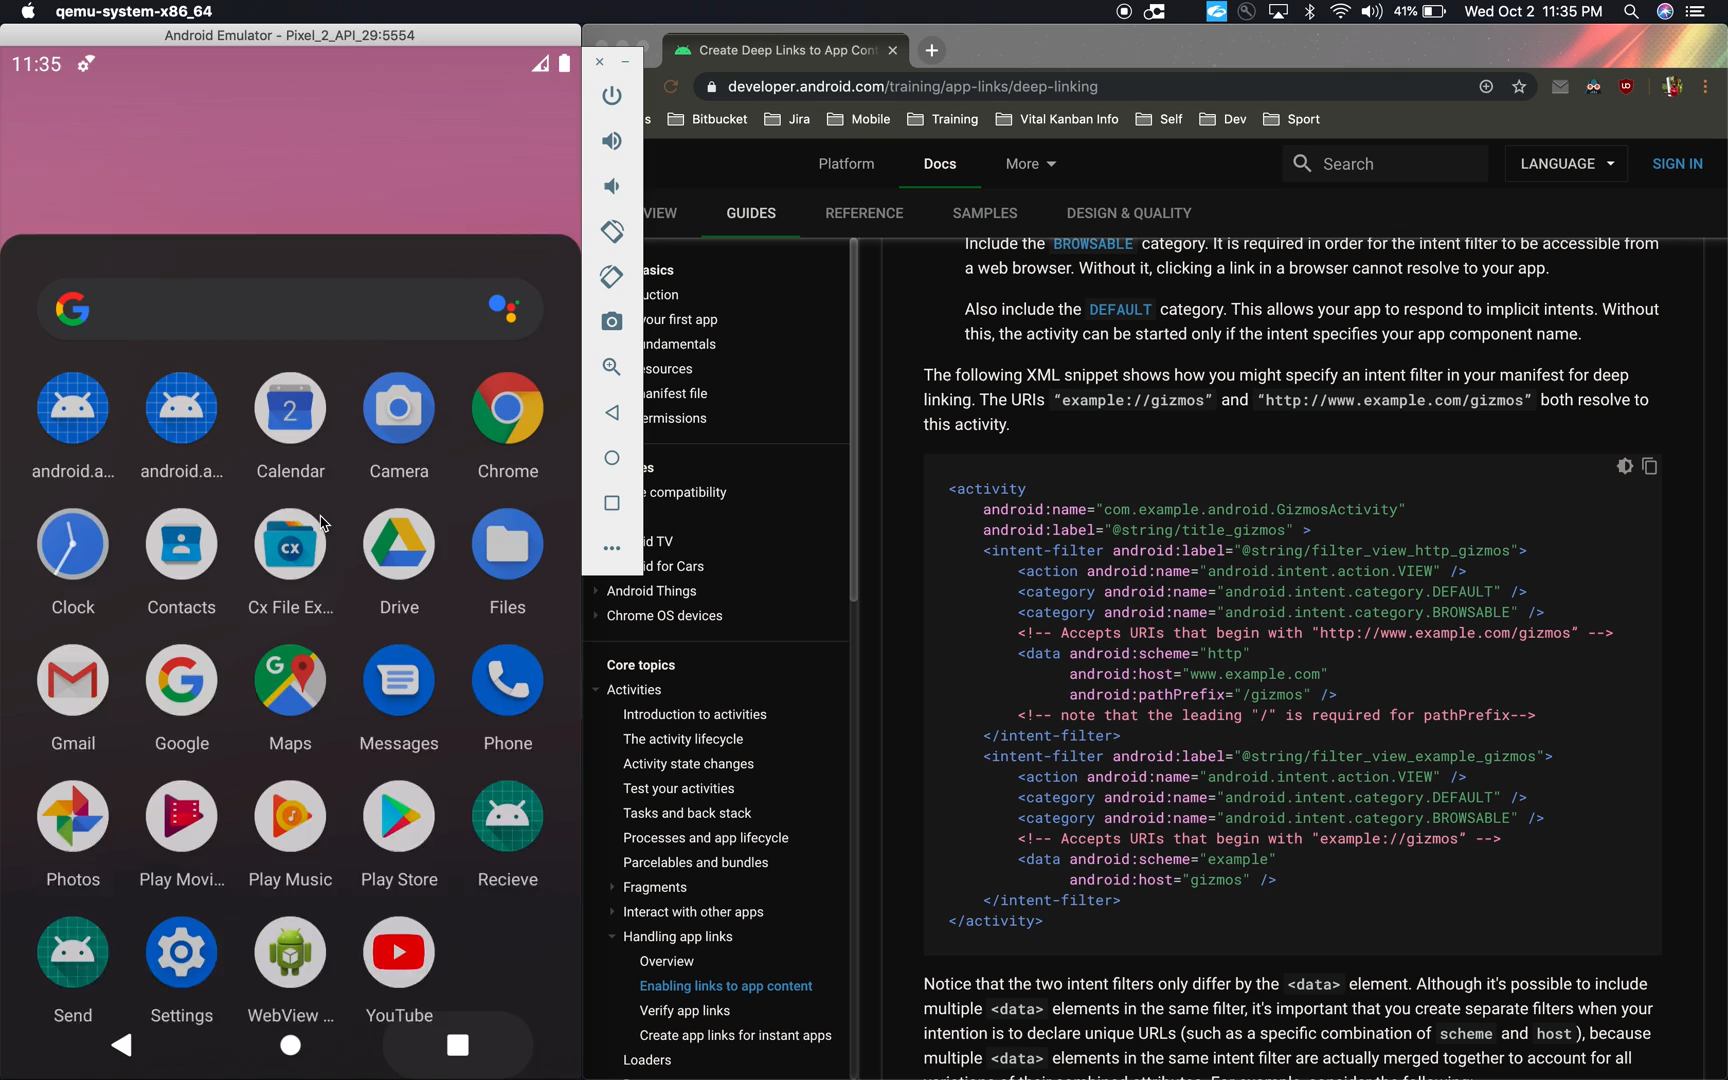 qemu-system-x86_64
41%
Wed Oct 2 11:35 PM
Android Emulator - Pixel_2_API_29:5554
11:35
android.a...
android.a...
2
Calendar
Camera
Chrome
Clock
Contacts
CX
Cx File Ex...
Drive
Files
Gmail
Google
G
Maps
Messages
Phone
Photos
Play Movi...
Play Music
Play Store
Recieve
Send
Settings
WebView ...
YouTube
Create Deep Links to App Cont
developer.android.com/training/app-links/deep-linking
s
Bitbucket
Jira
Mobile
Training
Vital Kanban Info
Self
Dev
Sport
Platform
Docs
More
Search
LANGUAGE
SIGN IN
VIEW
GUIDES
REFERENCE
SAMPLES
DESIGN & QUALITY
asics
uction
your first app
undamentals
esources
anifest file
ermissions
es
e compatibility
id TV
id for Cars
Android Things
Chrome OS devices
Core topics
Activities
Introduction to activities
The activity lifecycle
Activity state changes
Test your activities
Tasks and back stack
Processes and app lifecycle
Parcelables and bundles
Fragments
Interact with other apps
Handling app links
Overview
Enabling links to app content
Verify app links
Create app links for instant apps
Loaders
Include the BROWSABLE category. It is required in order for the intent filter to be accessible from
a web browser. Without it, clicking a link in a browser cannot resolve to your app.
Also include the DEFAULT category. This allows your app to respond to implicit intents. Without
this, the activity can be started only if the intent specifies your app component name.
The following XML snippet shows how you might specify an intent filter in your manifest for deep
linking. The URIs “example://gizmos” and “http://www.example.com/gizmos” both resolve to
this activity.
<activity
android:name="com.example.android.GizmosActivity"
android:label="@string/title_gizmos" >
<intent-filter android:label="@string/filter_view_http_gizmos">
<action android:name="android.intent.action.VIEW" />
<category android:name="android.intent.category.DEFAULT" />
<category android:name="android.intent.category.BROWSABLE" />
<!-- Accepts URIs that begin with "http://www.example.com/gizmos” -->
<data android:scheme="http"
android:host="www.example.com"
android:pathPrefix="/gizmos" />
<!-- note that the leading "/" is required for pathPrefix-->
</intent-filter>
<intent-filter android:label="@string/filter_view_example_gizmos">
<action android:name="android.intent.action.VIEW" />
<category android:name="android.intent.category.DEFAULT" />
<category android:name="android.intent.category.BROWSABLE" />
<!-- Accepts URIs that begin with "example://gizmos” -->
<data android:scheme="example"
android:host="gizmos" />
</intent-filter>
</activity>
Notice that the two intent filters only differ by the <data> element. Although it's possible to include
multiple <data> elements in the same filter, it's important that you create separate filters when your
intention is to declare unique URLs (such as a specific combination of scheme and host ), because
multiple <data> elements in the same intent filter are actually merged together to account for all